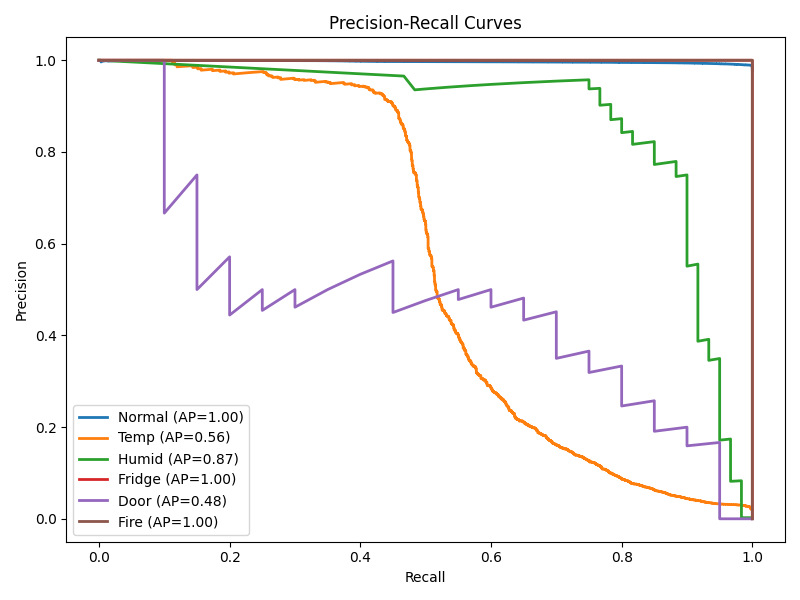 Precision-Recall Curves
Precision
1.0
0.8
0.6
0.4
0.2
0.0
Normal (AP=1.00)
Temp (AP=0.56)
Humid (AP=0.87)
Fridge (AP=1.00)
Door (AP=0.48)
Fire (AP=1.00)
0.0 0.2 0.4 0.6 0.8 1.0
Recall